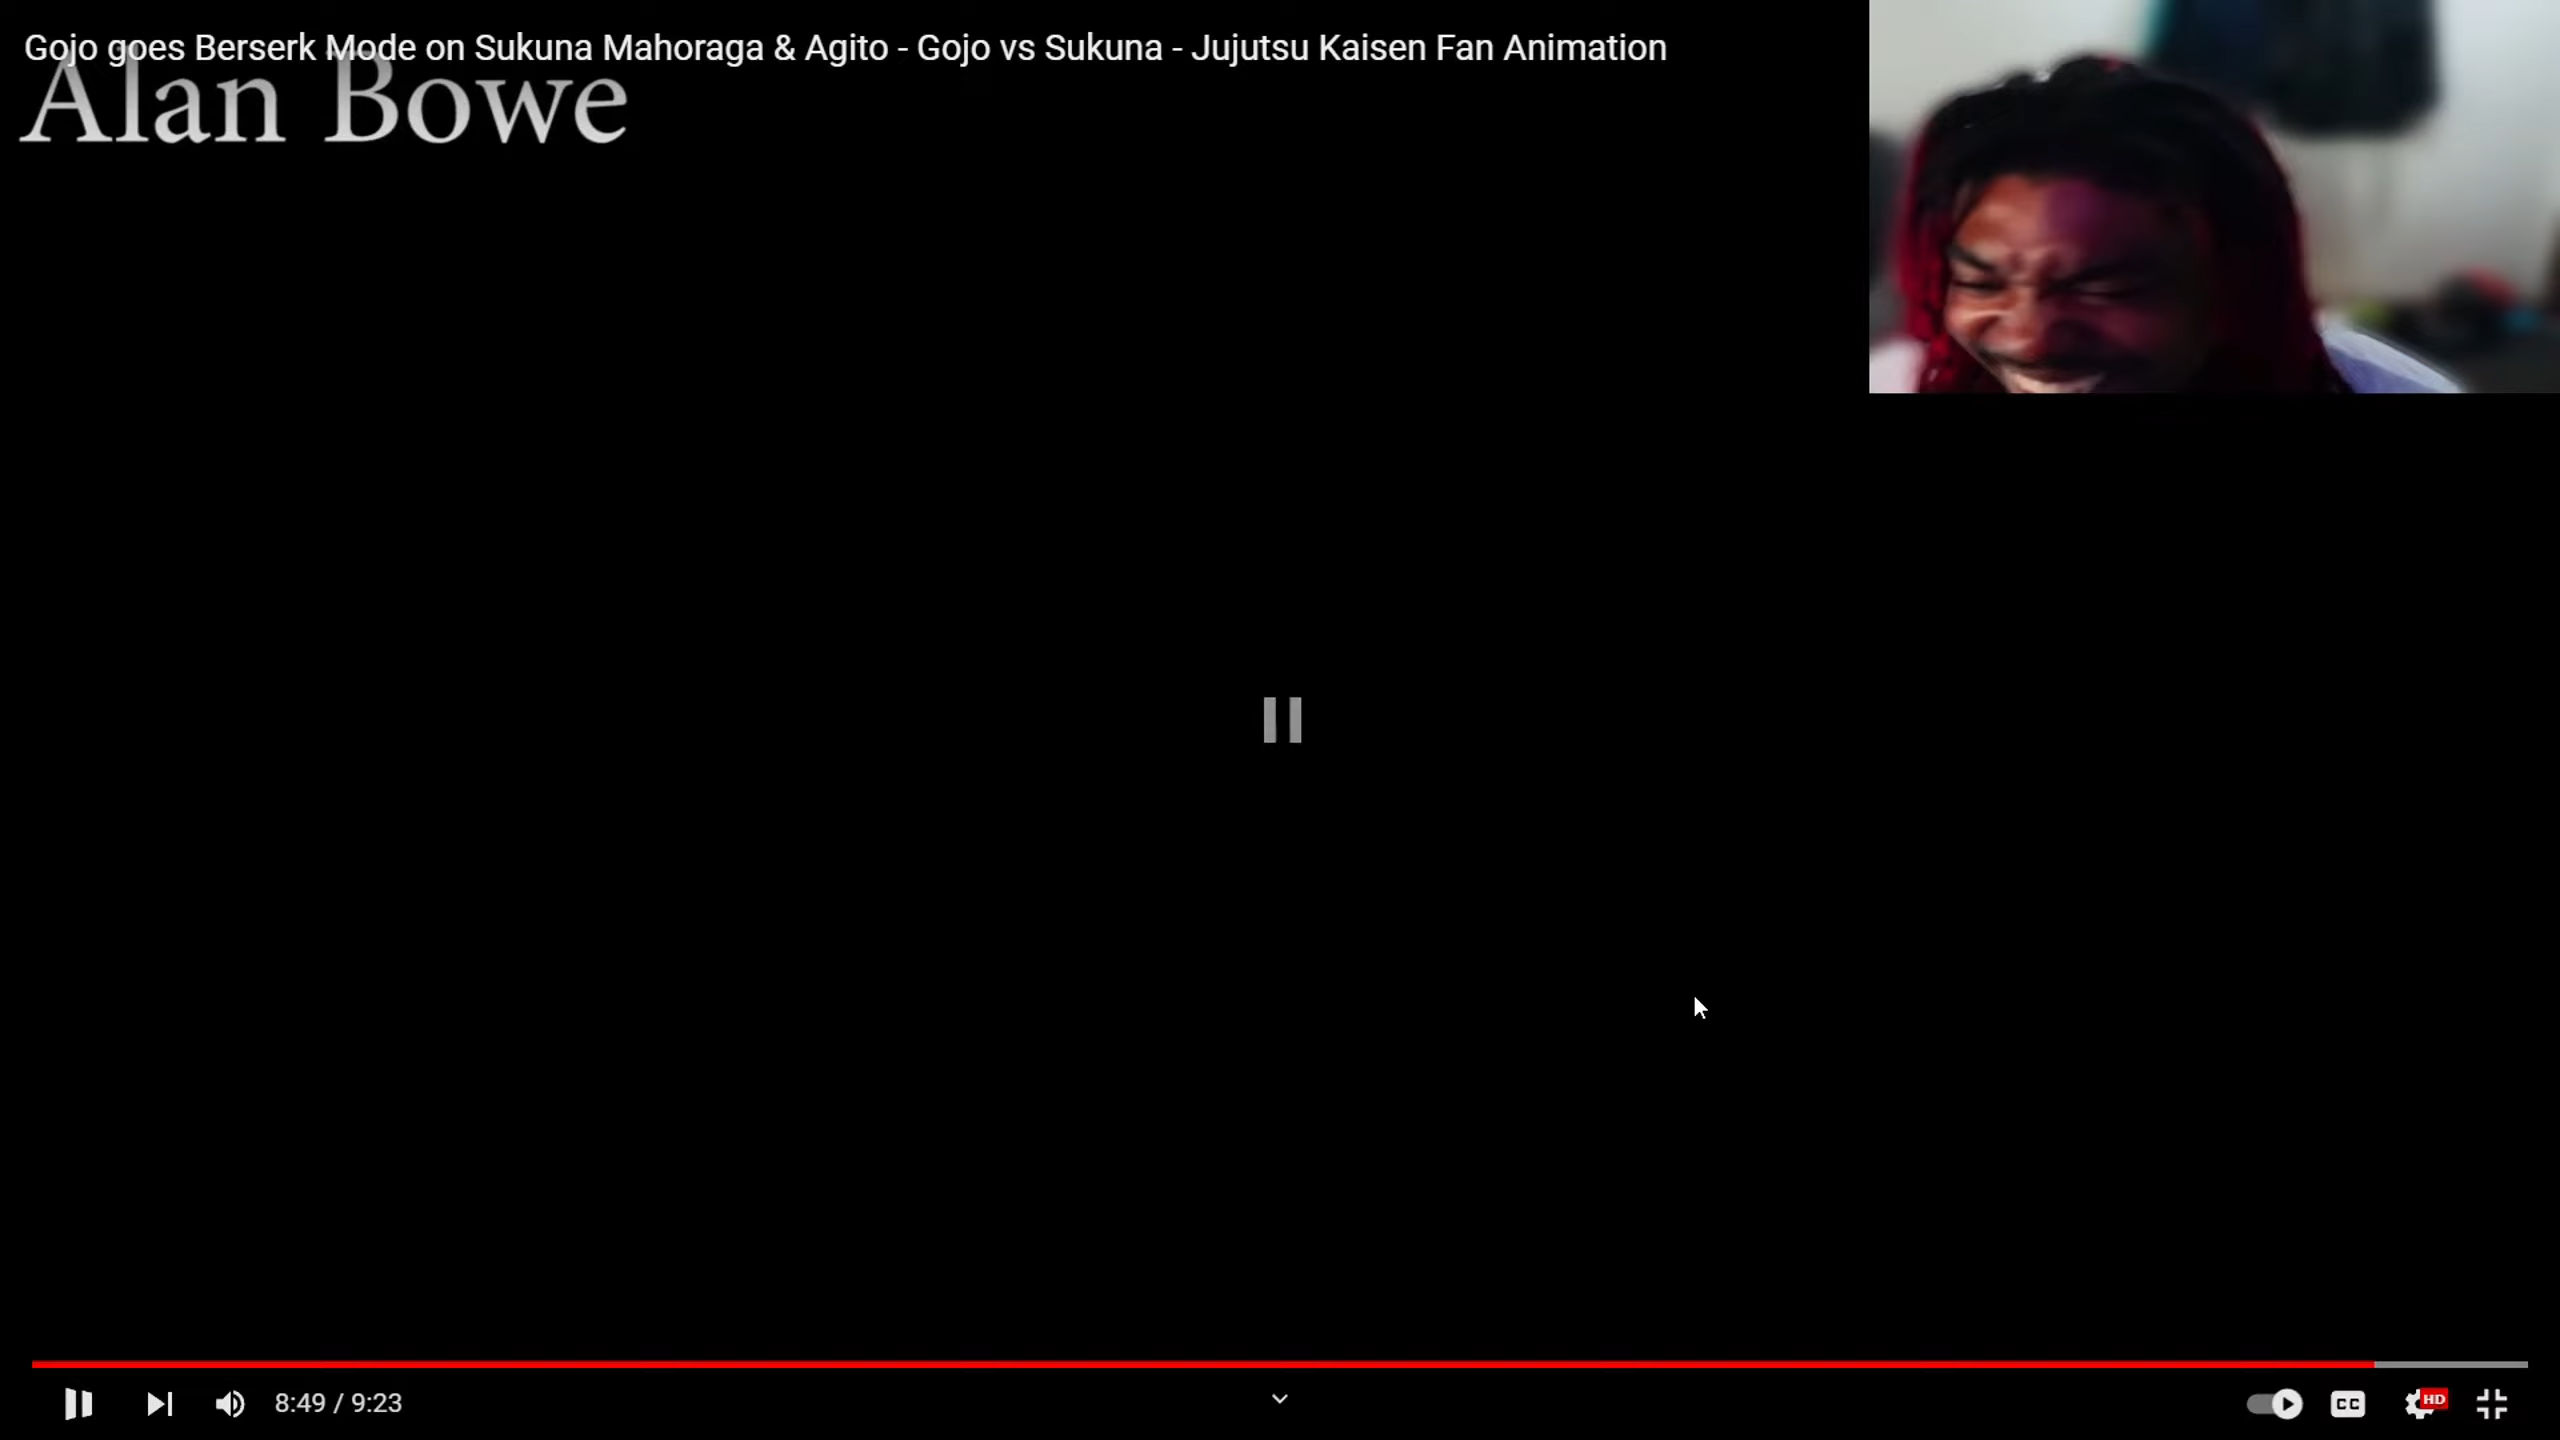 Gojo goes Berserk Mode on Sukuna Mahoraga & Agito - Gojo vs Sukuna - Jujutsu Kaisen Fan Animation
Alan Bowe
8:49 / 9:23
CC
HD